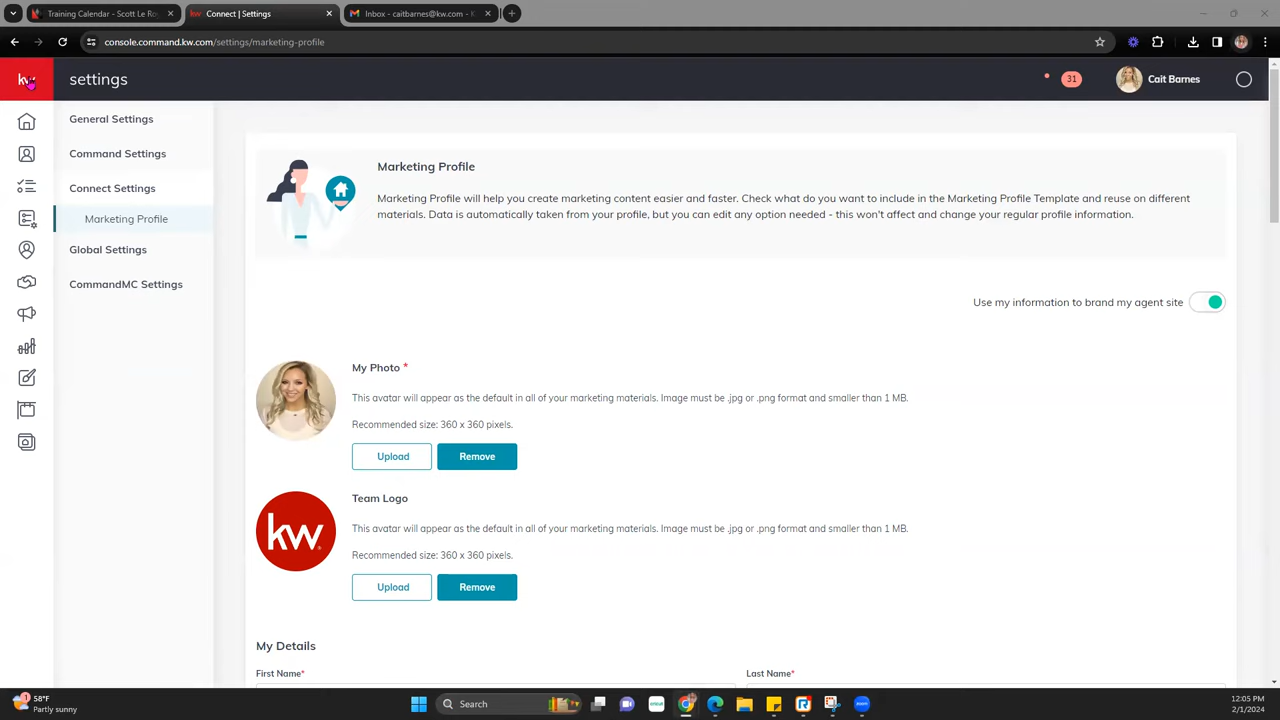 Training Calendar - Scott Le Ro
Connect | Settings
Inbox - caitbarnes@kw.com - K
console.command.kw.com/settings/marketing-profile
kw
settings
31
Cait Barnes
General Settings
Command Settings
Connect Settings
Marketing Profile
Global Settings
CommandMC Settings
Marketing Profile
Marketing Profile will help you create marketing content easier and faster. Check what do you want to include in the Marketing Profile Template and reuse on different
materials. Data is automatically taken from your profile, but you can edit any option needed - this won't affect and change your regular profile information.
Use my information to brand my agent site
My Photo *
This avatar will appear as the default in all of your marketing materials. Image must be .jpg or .png format and smaller than 1 MB.
Recommended size: 360 x 360 pixels.
Upload
Remove
kw
Team Logo
This avatar will appear as the default in all of your marketing materials. Image must be .jpg or .png format and smaller than 1 MB.
Recommended size: 360 x 360 pixels.
Upload
Remove
My Details
First Name*
Last Name*
1
58°F
Partly sunny
Search
cricut
zoom
12:05 PM
2/1/2024